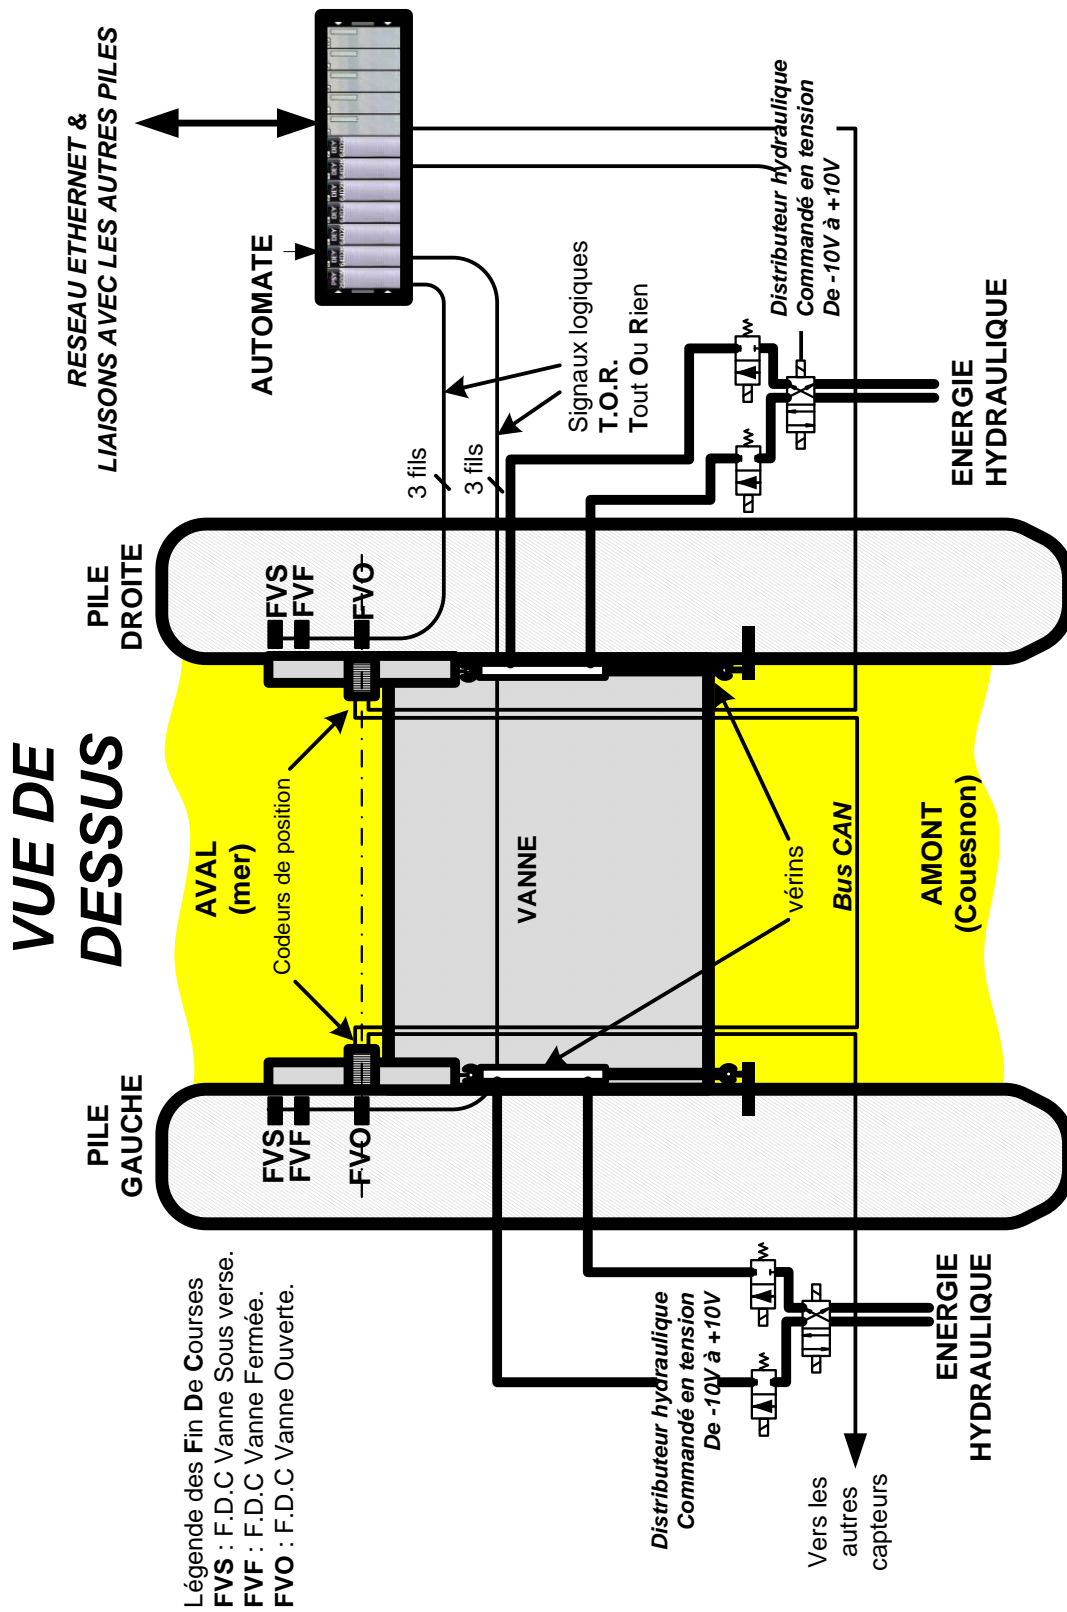 VUE DE
DESSUS
RESEAU ETHERNET &
LIAISONS AVEC LES AUTRES PILES
AUTOMATE
Signaux logiques
T.O.R.
Tout Ou Rien
3 fils
3 fils
Distributeur hydraulique
Commandé en tension
De -10V à +10V
ENERGIE
HYDRAULIQUE
PILE
DROITE
FVS
FVF
FVO
AVAL
(mer)
Codeurs de position
VANNE
vérins
Bus CAN
AMONT
(Couesnon)
PILE
GAUCHE
FVS
FVF
FVO
Légende des Fin De Courses
FVS : F.D.C Vanne Sous verse.
FVF : F.D.C Vanne Fermée.
FVO : F.D.C Vanne Ouverte.
Distributeur hydraulique
Commandé en tension
De -10V à +10V
ENERGIE
HYDRAULIQUE
Vers les
autres
capteurs